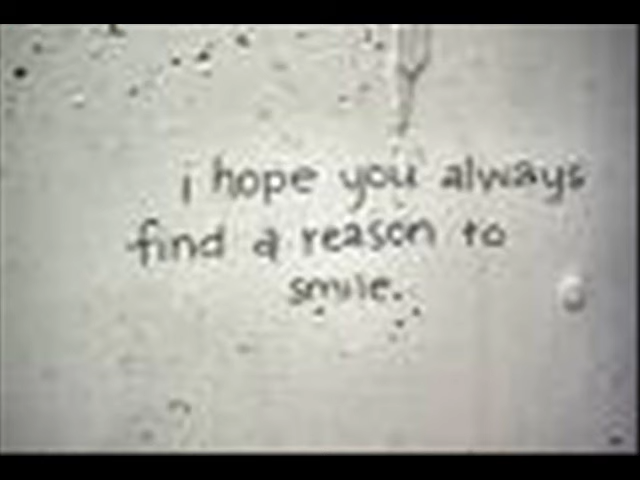 i hope you always
find a reason to
smile.